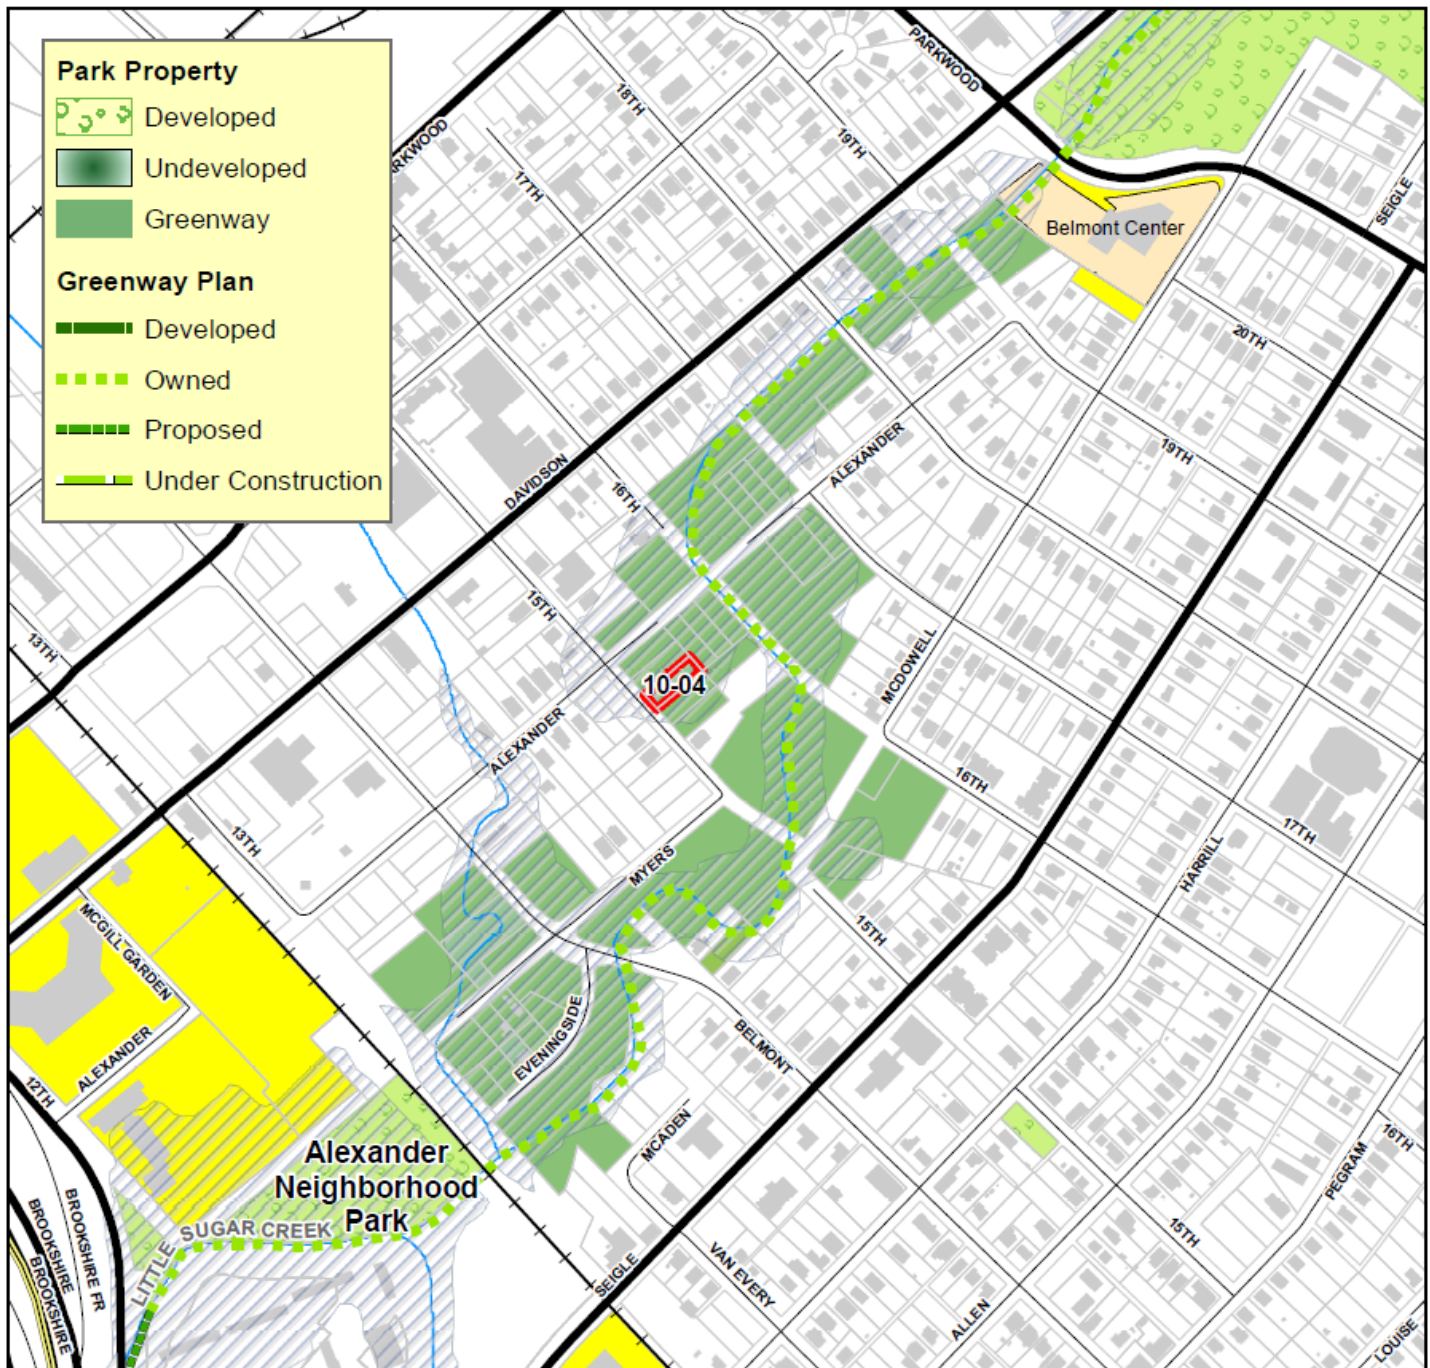 Park Property
Developed
Undeveloped
Greenway
Greenway Plan
Developed
Owned
Proposed
Under Construction
PARKWOOD
18TH
19TH
17TH
RKWOOD
SEIGLE
Belmont Center
20TH
19TH
ALEXANDER
DAVIDSON
16TH
15TH
13TH
MCDOWELL
10-04
ALEXANDER
16TH
17TH
HARRILL
13TH
MYERS
MCGILL GARDEN
15TH
EVENINGSIDE
BELMONT
ALEXANDER
12TH
MCADEN
16TH
PEGRAM
Alexander
Neighborhood
Park
BROOKSHIRE
BROOKSHIRE FR
BROOKSHIRE
LITTLE SUGAR CREEK
SEIGLE
VAN EVERY
15TH
ALLEN
LOUISE